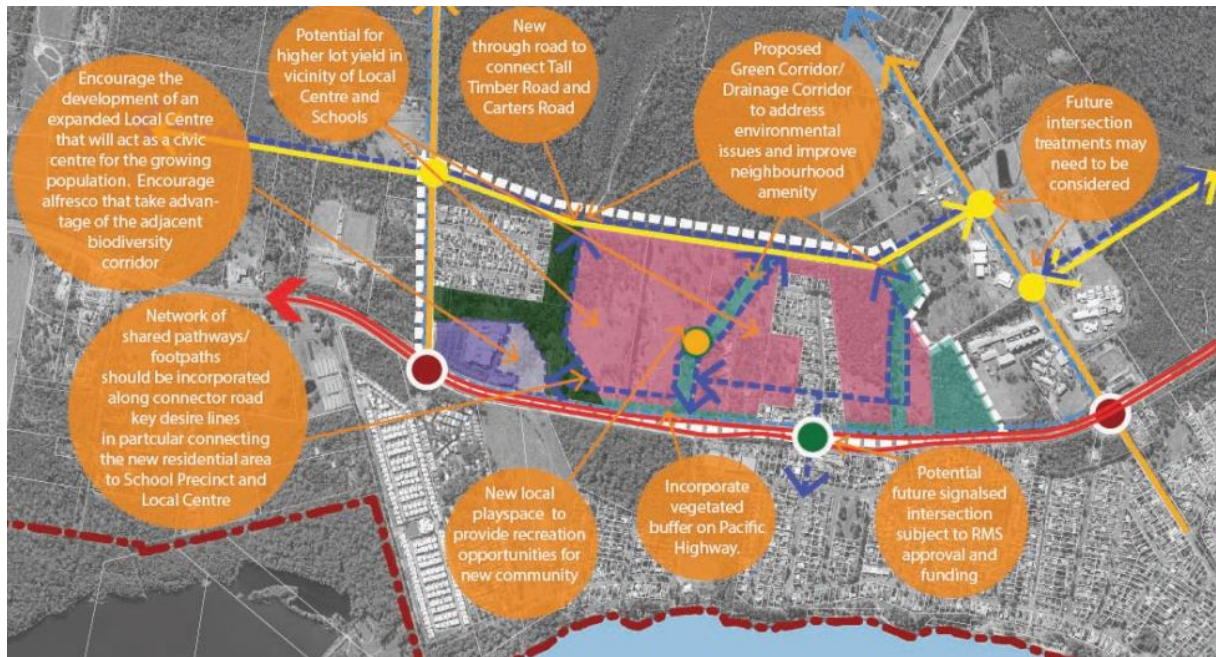 Potential for
higher lot yield in
vicinity of Local
Centre and
Schools
New
through road to
connect Tall
Timber Road and
Carters Road
Proposed
Green Corridor/
Drainage Corridor
to address
environmental
issues and improve
neighbourhood
amenity
Future
intersection
treatments may
need to be
considered
Encourage the
development of an
expanded Local Centre
that will act as a civic
centre for the growing
population. Encourage
alfresco that take advan-
tage of the adjacent
biodiversity
corridor
Network of
shared pathways/
footpaths
should be incorporated
along connector road
key desire lines
in partcular connecting
the new residential area
to School Precinct and
Local Centre
New local
playspace to
provide recreation
opportunities for
new community
Incorporate
vegetated
buffer on Pacific
Highway.
Potential
future signalsed
intersection
subject to RMS
approval and
funding